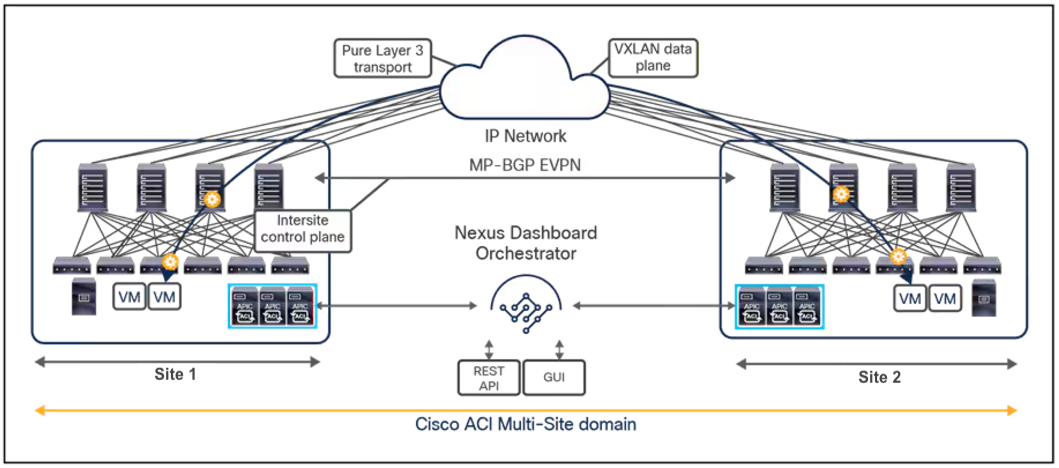 Pure Layer 3
transport
VXLAN data
plane
IP Network
MP-BGP EVPN
Intersite
control plane
Nexus Dashboard
Orchestrator
VM VM
APIC APIC APIC
ACI ACI ACI
VM VM
APIC APIC APIC
ACI ACI ACI
REST
API
GUI
Site 1
Site 2
Cisco ACI Multi-Site domain